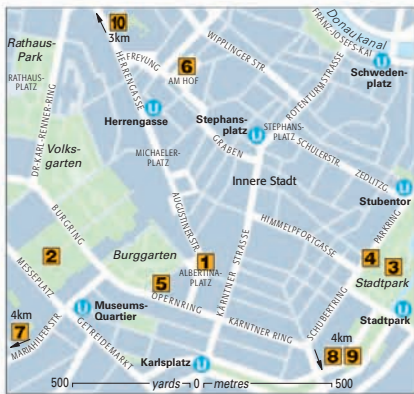 10
3km
Rathaus-
Park
RATHAUS-
PLATZ
DR-KARL-RENNER-RING
Volks-
garten
HERRENGASSE
FREYUNG
6
AM HOF
WIPPLINGER STR.
Donaukanal
FRANZ-JOSEFS-KAI
ROTENTURMSTRASSE
U
Schweden-
platz
U
Herrengasse
Stephans-
platz
U
STEPHANS-
PLATZ
GRABEN
SCHULERSTR.
ZEDLITZG.
MICHAELER-
PLATZ
Innere Stadt
U
Stubentor
BURGRING
AUGUSTINERSTR.
HIMMELPFORTGASSE
PARKRING
2
Burggarten
1
ALBERTINA-
PLATZ
KÄRNTNER STRASSE
4
3
Stadtpark
MESSEPLATZ
5
OPERNRING
4km
7
MARIAHILFERSTR.
U
Museums-
Quartier
GETREIDEMARKT
KÄRNTNER RING
SCHUBERTRING
U
Stadtpark
4km
8
9
Karlsplatz
U
500
yards
0
metres
500